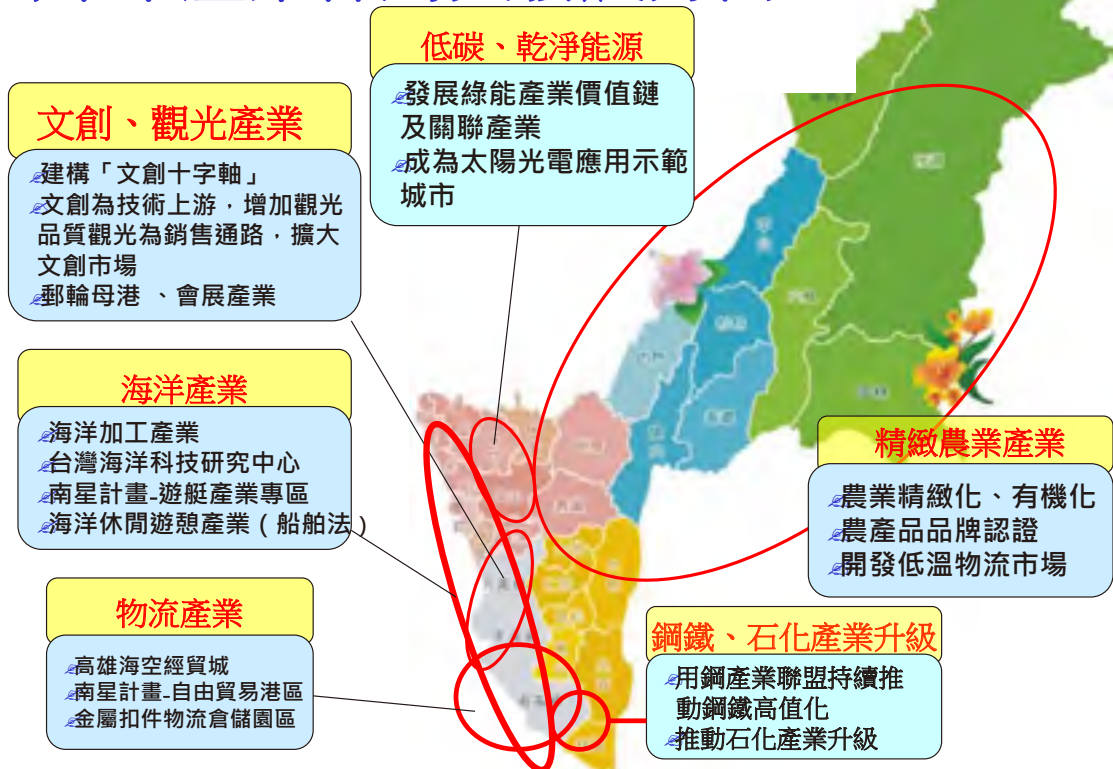 低碳、乾淨能源
發展綠能產業價值鏈
及關聯產業
成為太陽光電應用示範
城市
文創、觀光產業
建構「文創十字軸」
文創為技術上游，增加觀光
品質觀光為銷售通路，擴大
文創市場
郵輪母港 、會展產業
海洋產業
海洋加工產業
台灣海洋科技研究中心
南星計畫-遊艇產業專區
海洋休閒遊憩產業（船舶法）
精緻農業產業
農業精緻化、有機化
農產品品牌認證
開發低溫物流市場
物流產業
高雄海空經貿城
南星計畫-自由貿易港區
金屬扣件物流倉儲園區
鋼鐵、石化產業升級
用鋼產業聯盟持續推
動鋼鐵高值化
推動石化產業升級